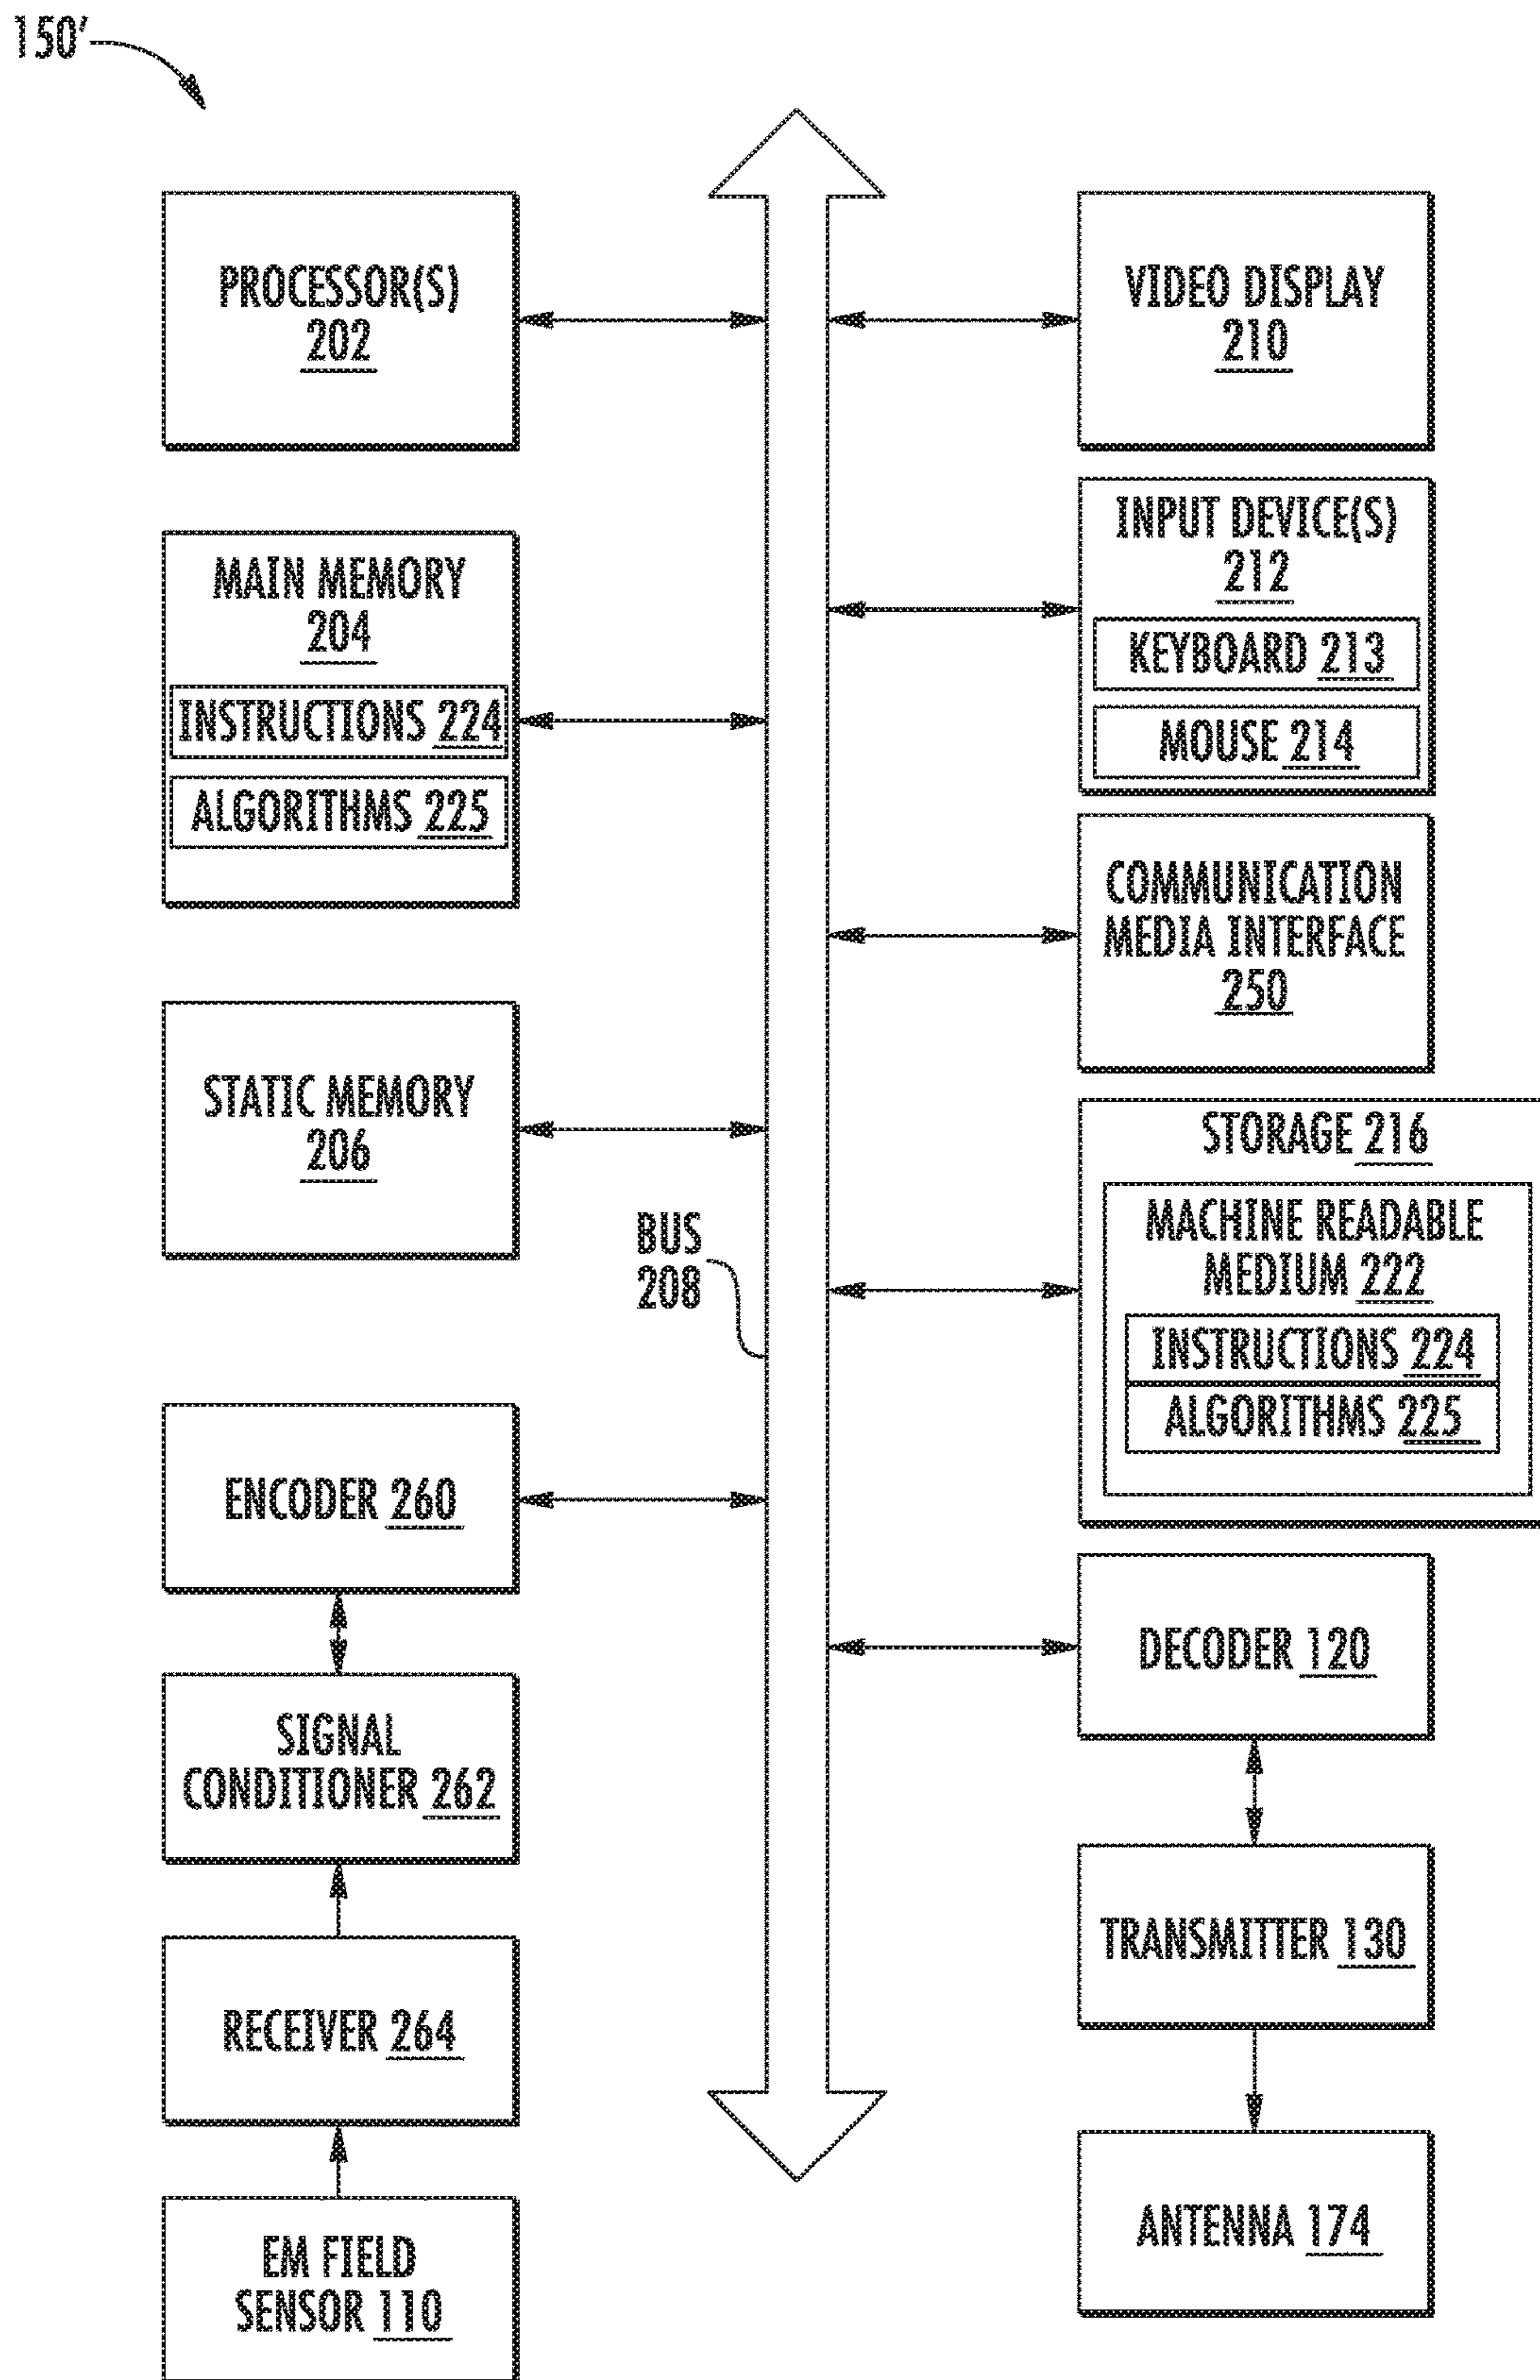 150'
PROCESSOR(S)
202
MAIN MEMORY
204
INSTRUCTIONS 224
ALGORITHMS 225
STATIC MEMORY
206
BUS
208
ENCODER 260
SIGNAL
CONDITIONER 262
RECEIVER 264
EM FIELD
SENSOR 110
VIDEO DISPLAY
210
INPUT DEVICE(S)
212
KEYBOARD 213
MOUSE 214
COMMUNICATION
MEDIA INTERFACE
250
STORAGE 216
MACHINE READABLE
MEDIUM 222
INSTRUCTIONS 224
ALGORITHMS 225
DECODER 120
TRANSMITTER 130
ANTENNA 174